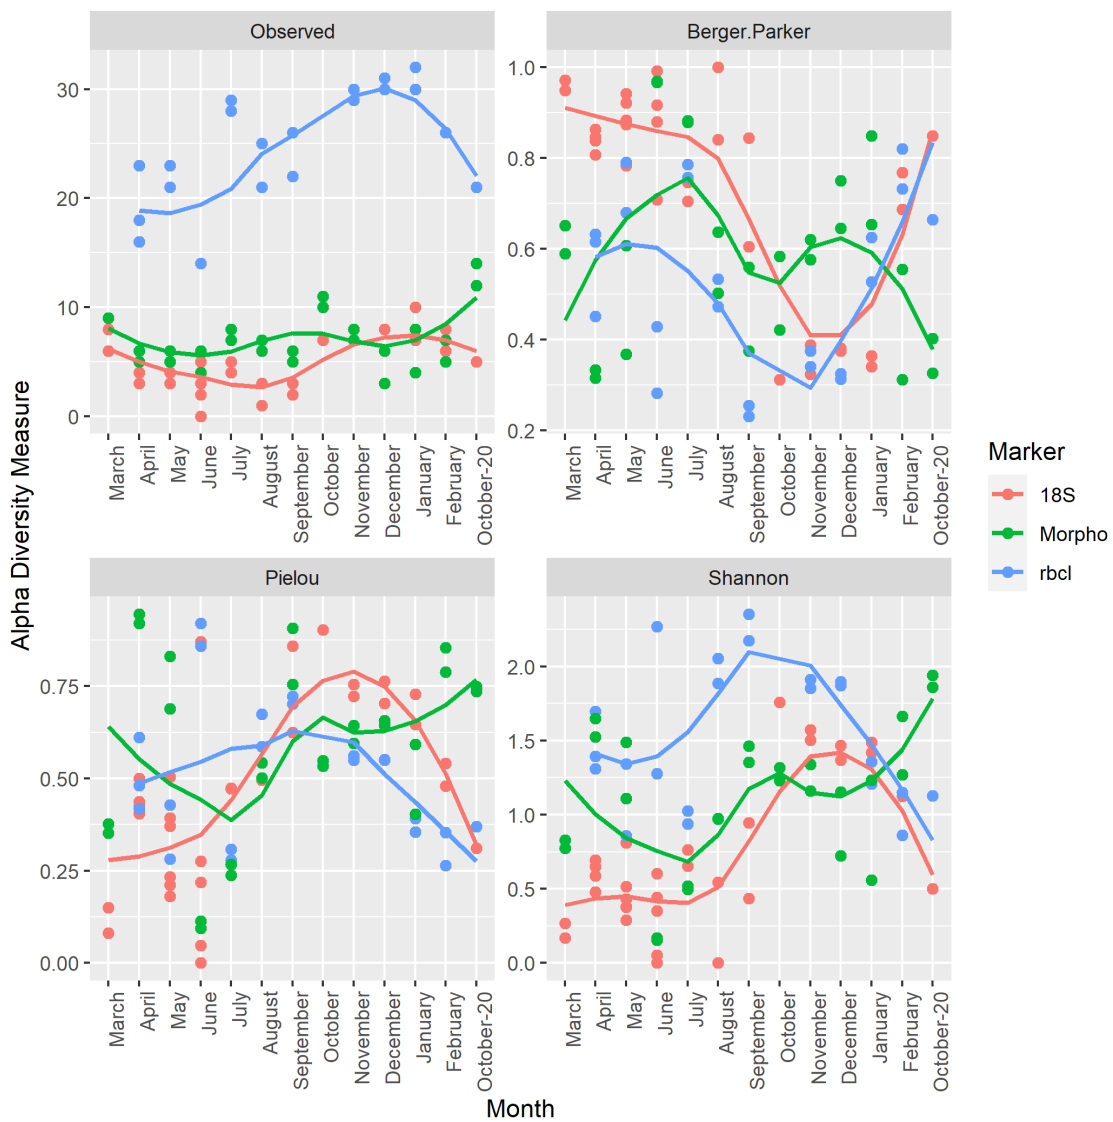 Observed
Berger.Parker
30
20
10
0
1.0
0.8
0.6
0.4
0.2
March
April
May
June
July
August
September
October
November
December
January
February
October-20
March
April
May
June
July
August
September
October
November
December
January
February
October-20
Alpha Diversity Measure
Marker
18S
Morpho
rbcl
Pielou
Shannon
0.75
0.50
0.25
0.00
2.0
1.5
1.0
0.5
0.0
March
April
May
June
July
August
September
October
November
December
January
February
October-20
March
April
May
June
July
August
September
October
November
December
January
February
October-20
Month